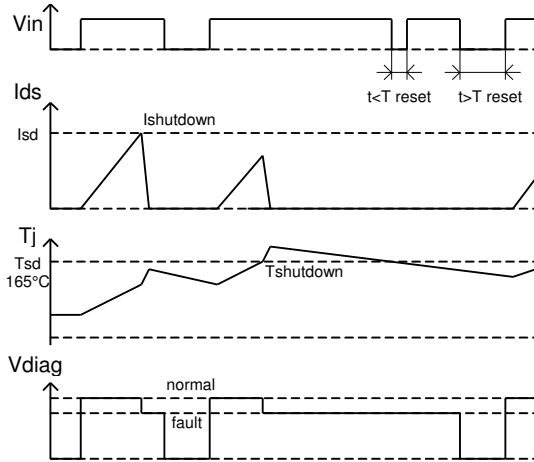 Vin
t<T reset
t>T reset
Ids
Ishutdown
Isd
Tj
Tsd
165°C
Tshutdown
Vdiag
normal
fault